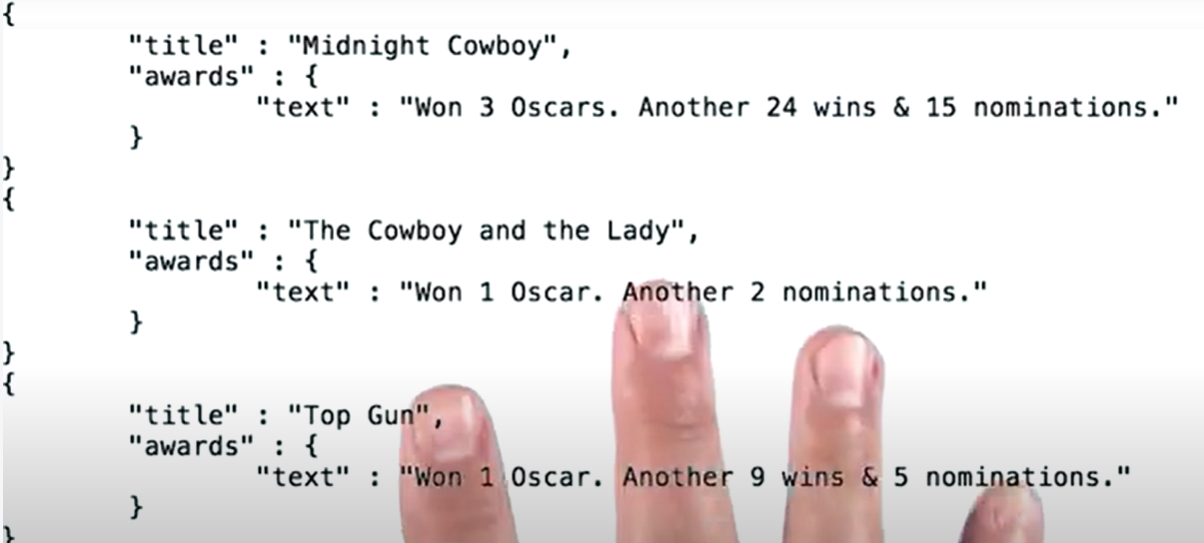 {
"title" : "Midnight Cowboy",
"awards" : {
"text" : "Won 3 Oscars. Another 24 wins & 15 nominations."
}
}
{
"title" : "The Cowboy and the Lady",
"awards" : {
"text" : "Won 1 Oscar. Another 2 nominations."
}
}
{
"title" : "Top Gun",
"awards" : {
"text" : "Won 1 Oscar. Another 9 wins & 5 nominations."
}
}